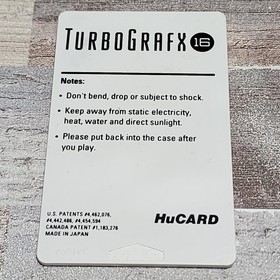 TURBOGRAFX 16
Notes:
• Don't bend, drop or subject to shock.
• Keep away from static electricity,
heat, water and direct sunlight.
• Please put back into the case after
you play.
U.S. PATENTS #4,462,076,
#4,442,486, #4,454,594
CANADA PATENT #1,183,276
MADE IN JAPAN
HuCARD